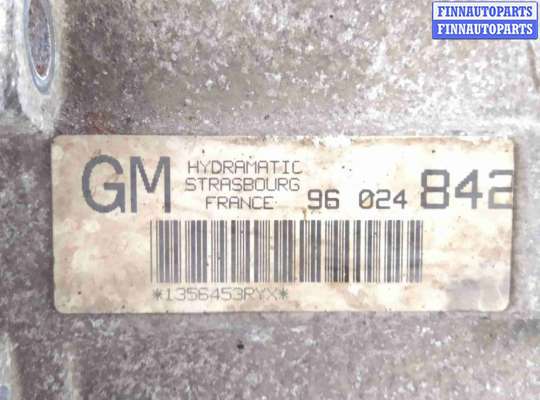 FINNAUTOPARTS
FINNAUTOPARTS
GM HYDRAMATIC
STRASBOURG
FRANCE 96 024 842
*1356453RYX*